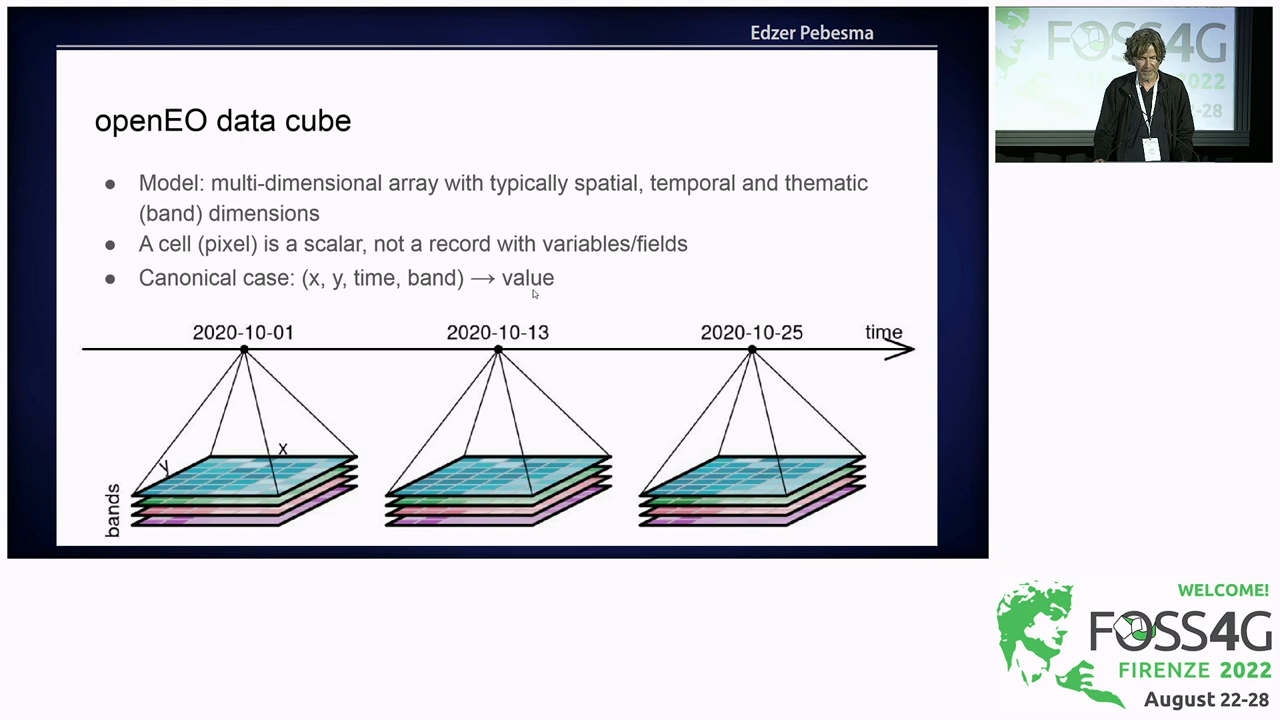 Edzer Pebesma
openEO data cube
● Model: multi-dimensional array with typically spatial, temporal and thematic
(band) dimensions
● A cell (pixel) is a scalar, not a record with variables/fields
● Canonical case: (x, y, time, band) → value
2020-10-01 2020-10-13 2020-10-25 time
x
y
bands
FOSS4G
2022
-28
WELCOME!
FOSS4G
FIRENZE 2022
August 22-28